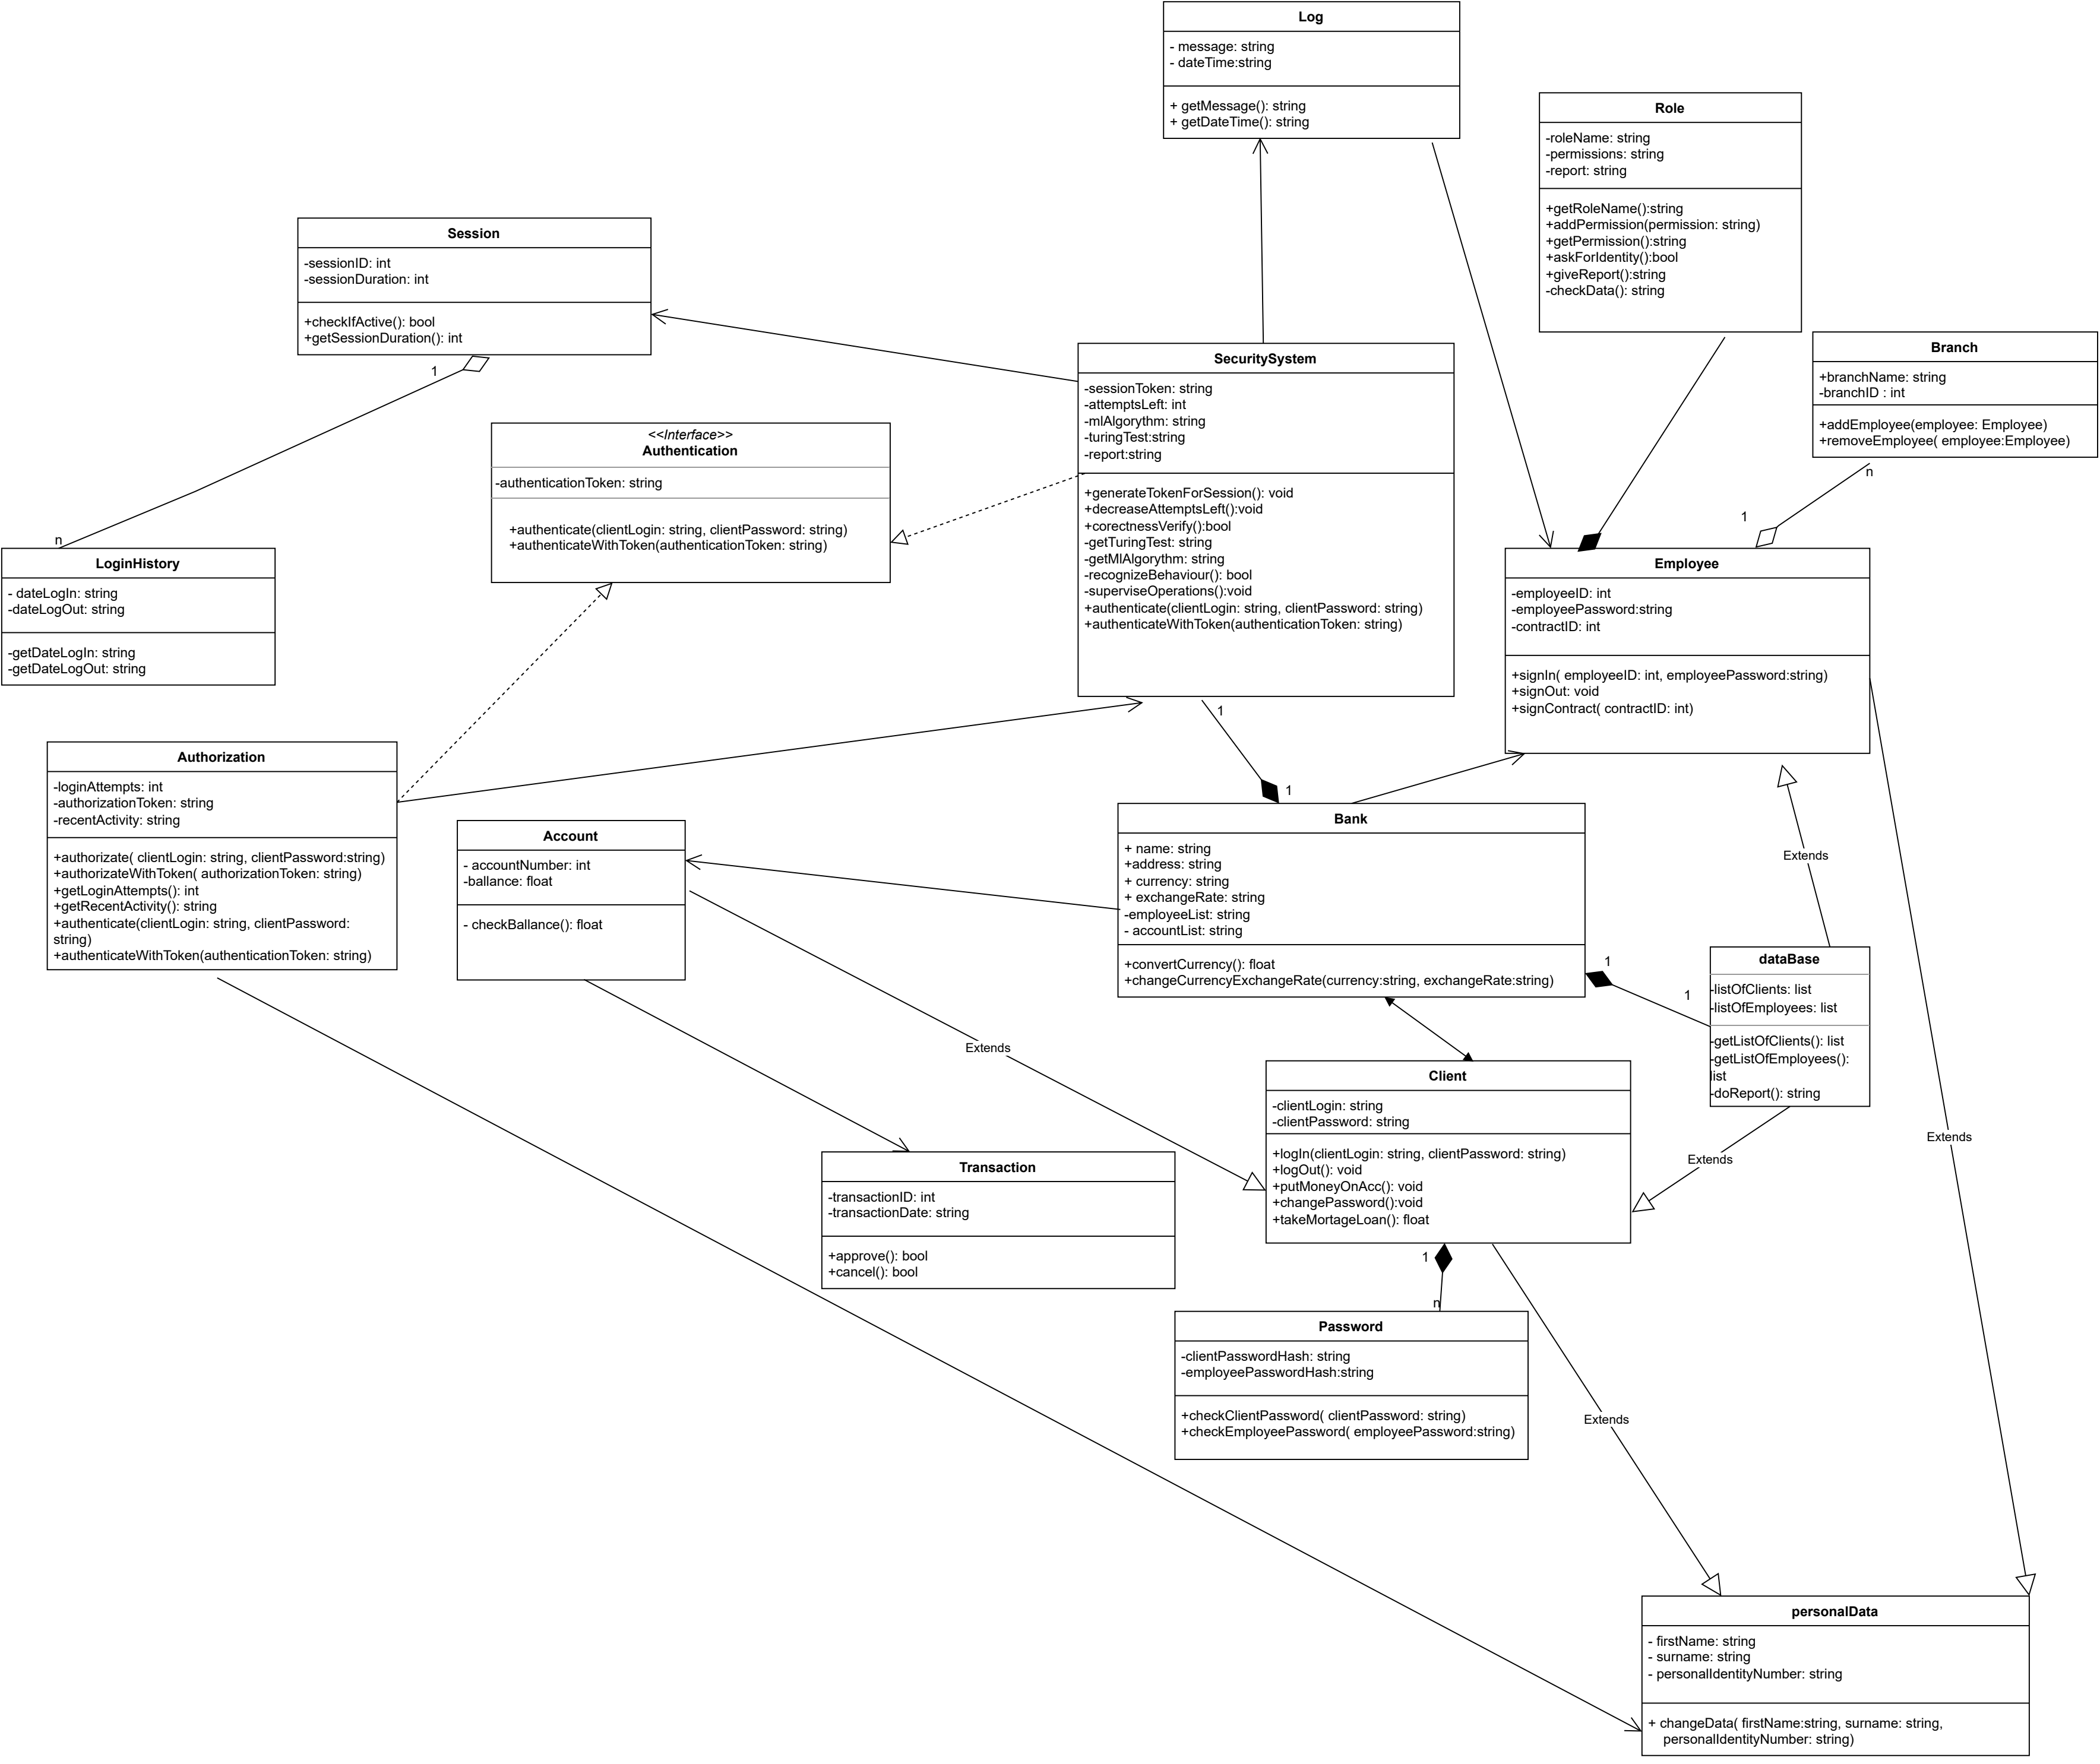 Log
- message: string
- dateTime:string
+ getMessage(): string
+ getDateTime(): string
Role
-roleName: string
-permissions: string
-report: string
+getRoleName():string
+addPermission(permission: string)
+getPermission():string
+askForIdentity():bool
+giveReport():string
-checkData(): string
Session
-sessionID: int
-sessionDuration: int
+checkIfActive(): bool
+getSessionDuration(): int
1
n
SecuritySystem
-sessionToken: string
-attemptsLeft: int
-mlAlgorythm: string
-turingTest:string
-report:string
+generateTokenForSession(): void
+decreaseAttemptsLeft():void
+corectnessVerify():bool
-getTuringTest: string
-getMlAlgorythm: string
-recognizeBehaviour(): bool
-superviseOperations():void
+authenticate(clientLogin: string, clientPassword: string)
+authenticateWithToken(authenticationToken: string)
Branch
+branchName: string
-branchID : int
+addEmployee(employee: Employee)
+removeEmployee( employee:Employee)
n
1
<<Interface>>
Authentication
-authenticationToken: string
+authenticate(clientLogin: string, clientPassword: string)
+authenticateWithToken(authenticationToken: string)
LoginHistory
- dateLogIn: string
-dateLogOut: string
-getDateLogIn: string
-getDateLogOut: string
Employee
-employeeID: int
-employeePassword:string
-contractID: int
+signIn( employeeID: int, employeePassword:string)
+signOut: void
+signContract( contractID: int)
1
1
Authorization
-loginAttempts: int
-authorizationToken: string
-recentActivity: string
+authorizate( clientLogin: string, clientPassword:string)
+authorizateWithToken( authorizationToken: string)
+getLoginAttempts(): int
+getRecentActivity(): string
+authenticate(clientLogin: string, clientPassword:
string)
+authenticateWithToken(authenticationToken: string)
Account
- accountNumber: int
-ballance: float
- checkBallance(): float
Bank
+ name: string
+address: string
+ currency: string
+ exchangeRate: string
-employeeList: string
- accountList: string
+convertCurrency(): float
+changeCurrencyExchangeRate(currency:string, exchangeRate:string)
Extends
1
1
dataBase
-listOfClients: list
-listOfEmployees: list
-getListOfClients(): list
-getListOfEmployees():
list
-doReport(): string
Extends
Client
-clientLogin: string
-clientPassword: string
+logIn(clientLogin: string, clientPassword: string)
+logOut(): void
+putMoneyOnAcc(): void
+changePassword():void
+takeMortageLoan(): float
Extends
Extends
Transaction
-transactionID: int
-transactionDate: string
+approve(): bool
+cancel(): bool
1
n
Password
-clientPasswordHash: string
-employeePasswordHash:string
+checkClientPassword( clientPassword: string)
+checkEmployeePassword( employeePassword:string)
Extends
personalData
- firstName: string
- surname: string
- personalIdentityNumber: string
+ changeData( firstName:string, surname: string,
personalIdentityNumber: string)